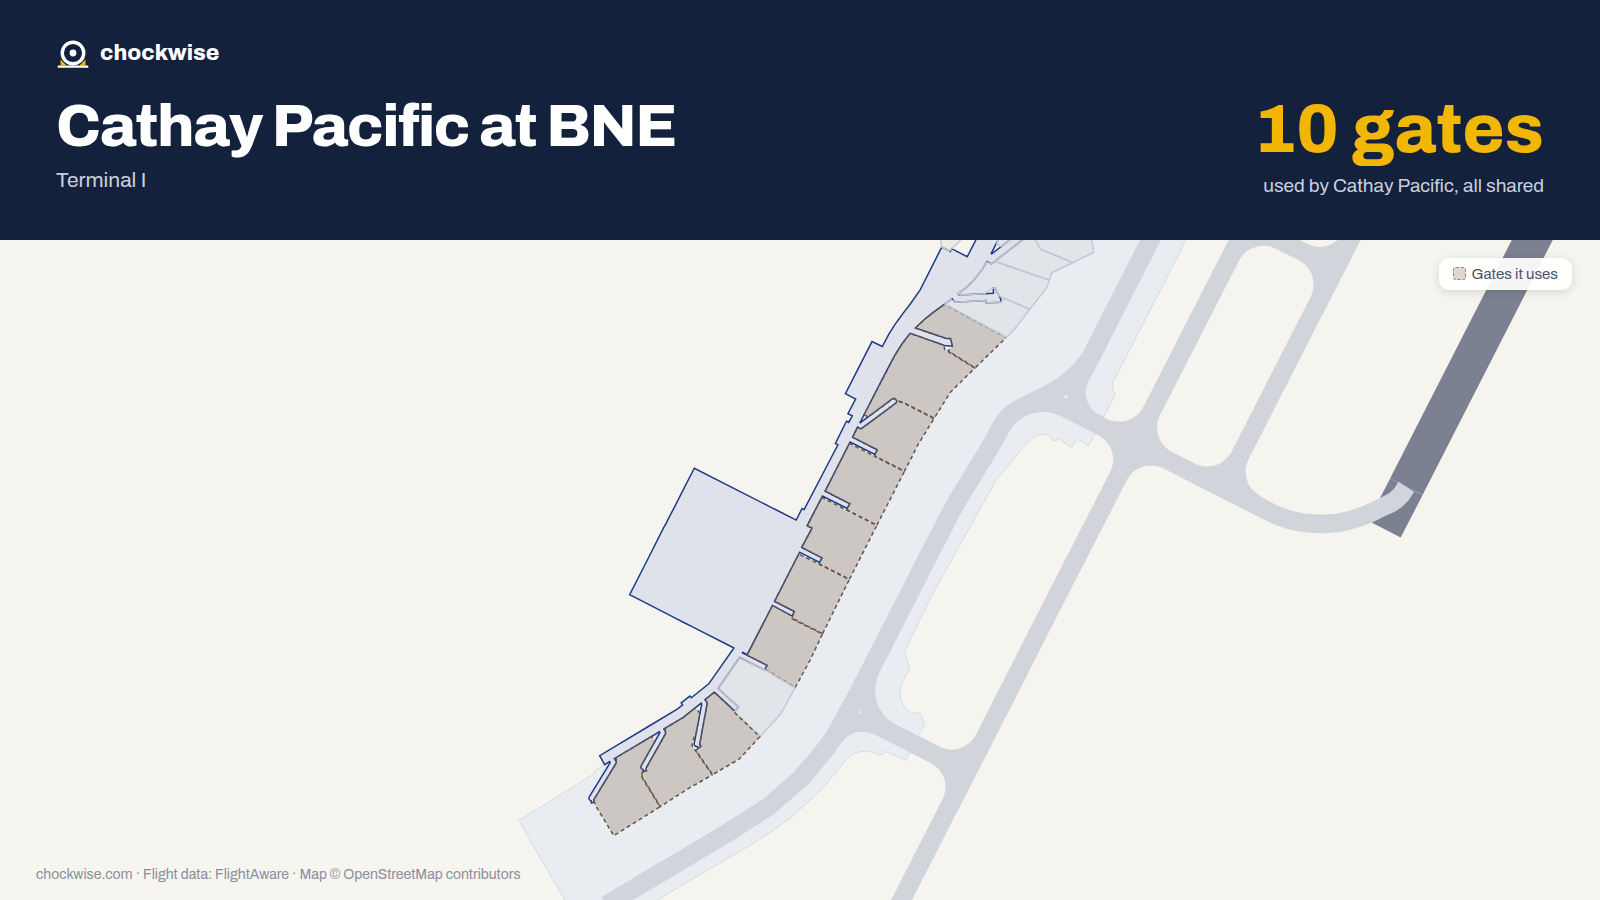 chockwise
Cathay Pacific at BNE
Terminal I
10 gates
used by Cathay Pacific, all shared
Gates it uses
chockwise.com · Flight data: FlightAware · Map © OpenStreetMap contributors